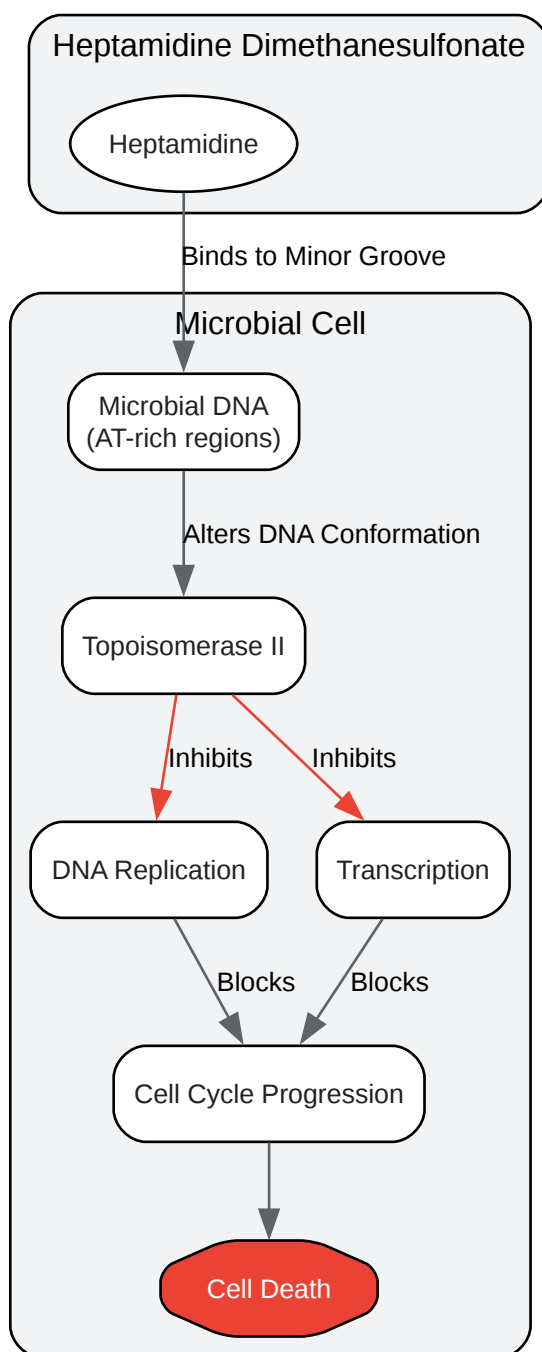 Heptamidine Dimethanesulfonate
Heptamidine
Binds to Minor Groove
Microbial Cell
Microbial DNA
(AT-rich regions)
Alters DNA Conformation
Topoisomerase II
Inhibits
Inhibits
DNA Replication
Transcription
Blocks
Blocks
Cell Cycle Progression
Cell Death